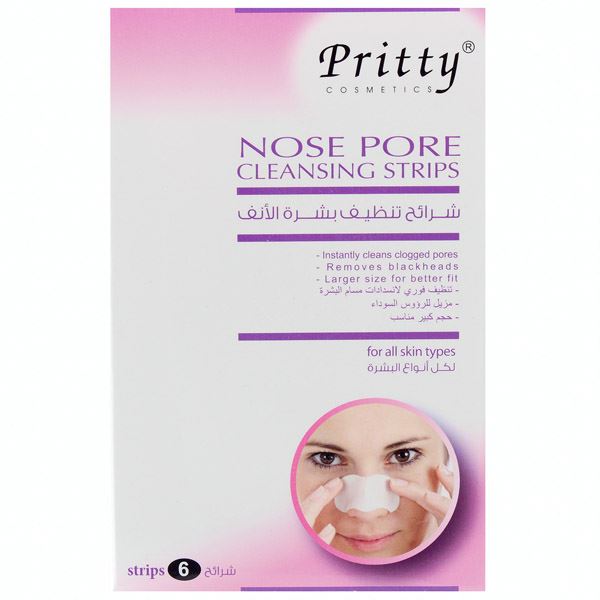 Pritty®
COSMETICS
NOSE PORE
CLEANSING STRIPS
شرائح تنظيف بشرة الأنف
- Instantly cleans clogged pores
- Removes blackheads
- Larger size for better fit
- تنظيف فوري لانسدادات مسام البشرة
- مزيل للرؤوس السوداء
- حجم كبير مناسب
for all skin types
لكل أنواع البشرة
strips 6 شرائح